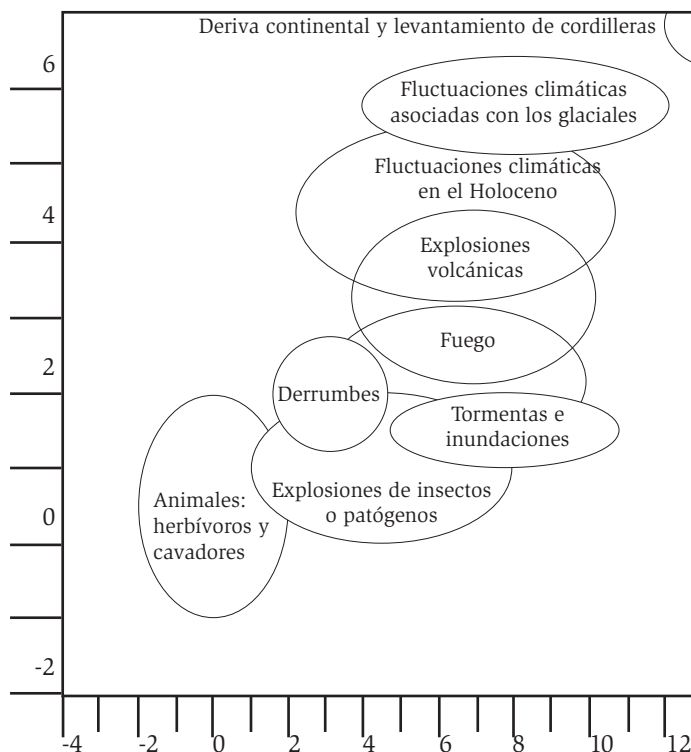 Deriva continental y levantamiento de cordilleras
6
Fluctuaciones climáticas
asociadas con los glaciales
Fluctuaciones climáticas
en el Holoceno
4
Explosiones
volcánicas
Fuego
2
Derrumbes
Tormentas e
inundaciones
Explosiones de insectos
o patógenos
0
Animales:
herbívoros y
cavadores
-2
-4 -2 0 2 4 6 8 10 12